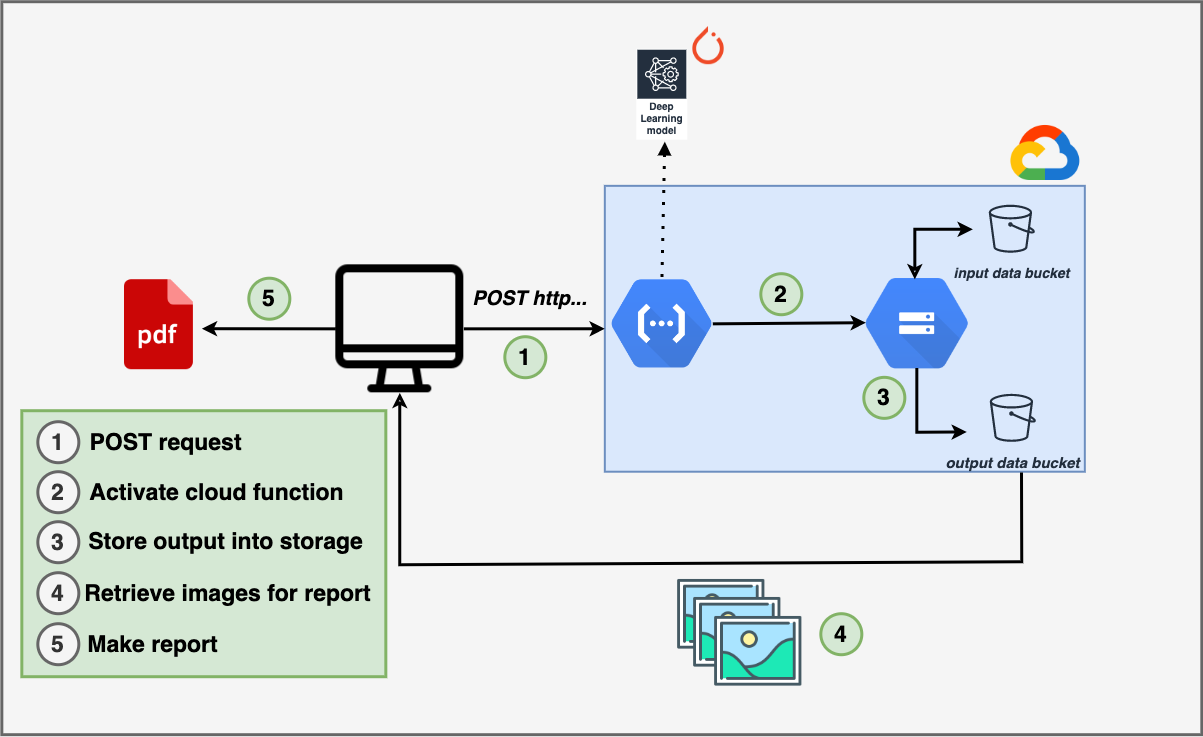 Deep
Learning
model
input data bucket
5
POST http...
2
pdf
1
3
output data bucket
1 POST request
2 Activate cloud function
3 Store output into storage
4 Retrieve images for report
5 Make report
4